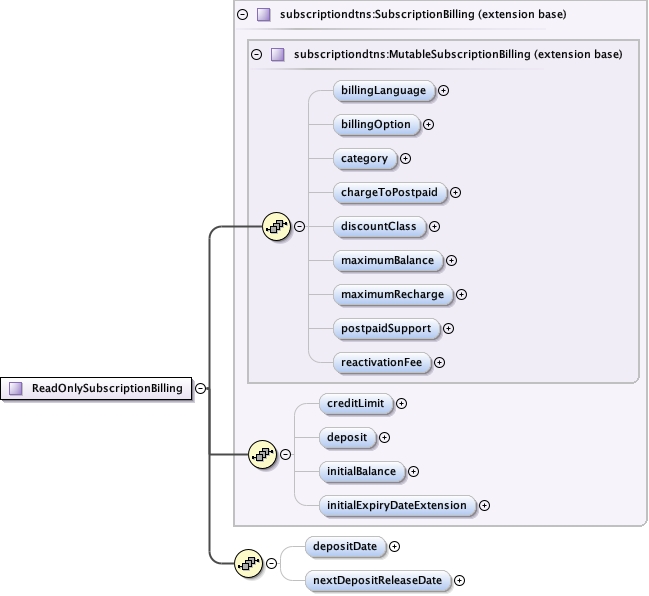 subscriptiondtns:SubscriptionBilling (extension base)
subscriptiondtns:MutableSubscriptionBilling (extension base)
billingLanguage
billingOption
category
chargeToPostpaid
discountClass
maximumBalance
maximumRecharge
postpaidSupport
reactivationFee
ReadOnlySubscriptionBilling
creditLimit
deposit
initialBalance
initialExpiryDateExtension
depositDate
nextDepositReleaseDate